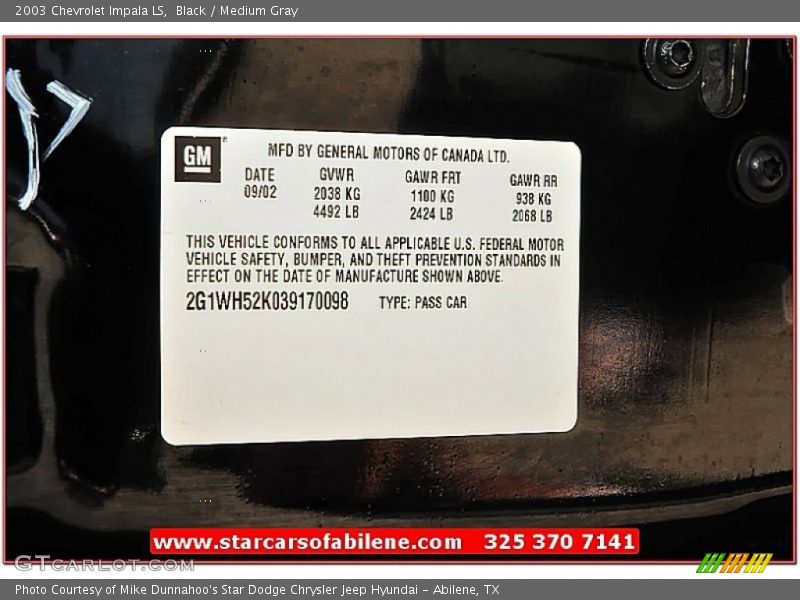 2003 Chevrolet Impala LS, Black / Medium Gray
GM
MFD BY GENERAL MOTORS OF CANADA LTD.
DATE GVWR GAWR FRT GAWR RR
09/02 2038 KG 1100 KG 938 KG
4492 LB 2424 LB 2068 LB
THIS VEHICLE CONFORMS TO ALL APPLICABLE U.S. FEDERAL MOTOR
VEHICLE SAFETY, BUMPER, AND THEFT PREVENTION STANDARDS IN
EFFECT ON THE DATE OF MANUFACTURE SHOWN ABOVE.
2G1WH52K039170098 TYPE: PASS CAR
www.starcarsofabilene.com 325 370 7141
GTcarlot.com
Photo Courtesy of Mike Dunnahoo's Star Dodge Chrysler Jeep Hyundai - Abilene, TX